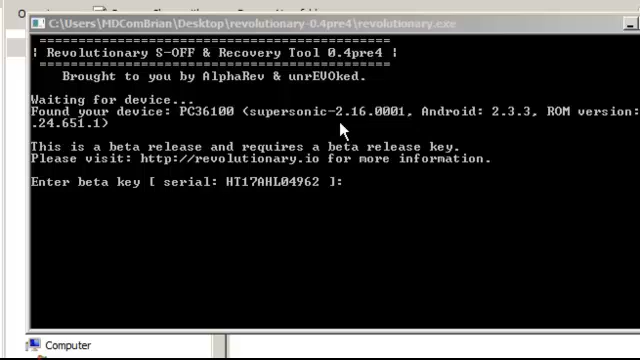 C:\Users\MDComBrian\Desktop\revolutionary-0.4pre4\revolutionary.exe
=============================================
| Revolutionary S-OFF & Recovery Tool 0.4pre4 |
=============================================
Brought to you by AlphaRev & unrEVOked.
Waiting for device...
Found your device: PC36100 (supersonic-2.16.0001, Android: 2.3.3, ROM version:
.24.651.1)
This is a beta release and requires a beta release key.
Please visit: http://revolutionary.io for more information.
Enter beta key [ serial: HT17AHL04962 ]:
Computer